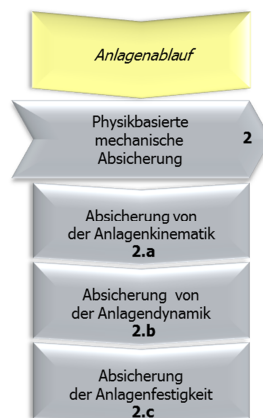 Anlagenablauf
Physikbasierte
mechanische 2
Absicherung
Absicherung von
der Anlagenkinematik
2.a
Absicherung von
der Anlagendynamik
2.b
Absicherung
der Anlagenfestigkeit
2.c